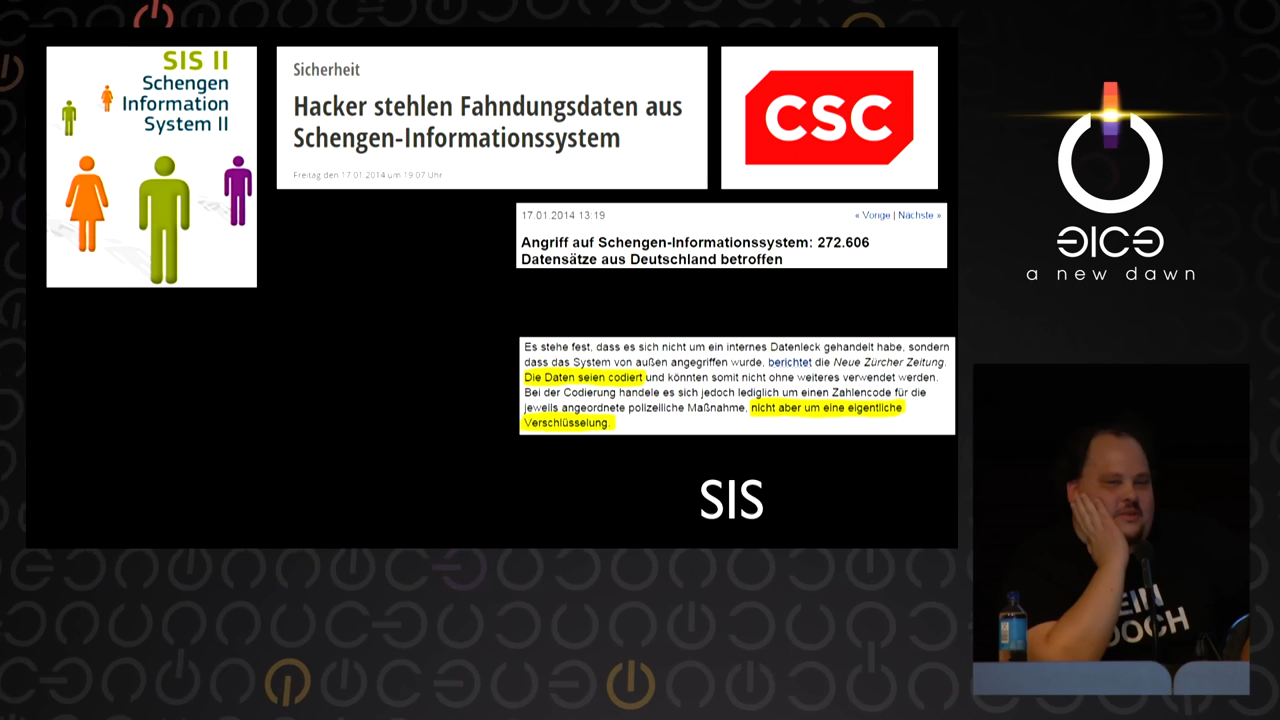 SIS II
Schengen
Information
System II
Sicherheit
Hacker stehlen Fahndungsdaten aus
Schengen-Informationssystem
Freitag den 17.01.2014 um 19:07 Uhr
CSC
17.01.2014 13:19
« Vorige | Nächste »
Angriff auf Schengen-Informationssystem: 272.606
Datensätze aus Deutschland betroffen
Es stehe fest, dass es sich nicht um ein internes Datenleck gehandelt habe, sondern
dass das System von außen angegriffen wurde, berichtet die Neue Zürcher Zeitung.
Die Daten seien codiert und könnten somit nicht ohne weiteres verwendet werden.
Bei der Codierung handele es sich jedoch lediglich um einen Zahlencode für die
jeweils angeordnete polizeiliche Maßnahme, nicht aber um eine eigentliche
Verschlüsselung.
SIS
a new dawn
EIN
DOCH